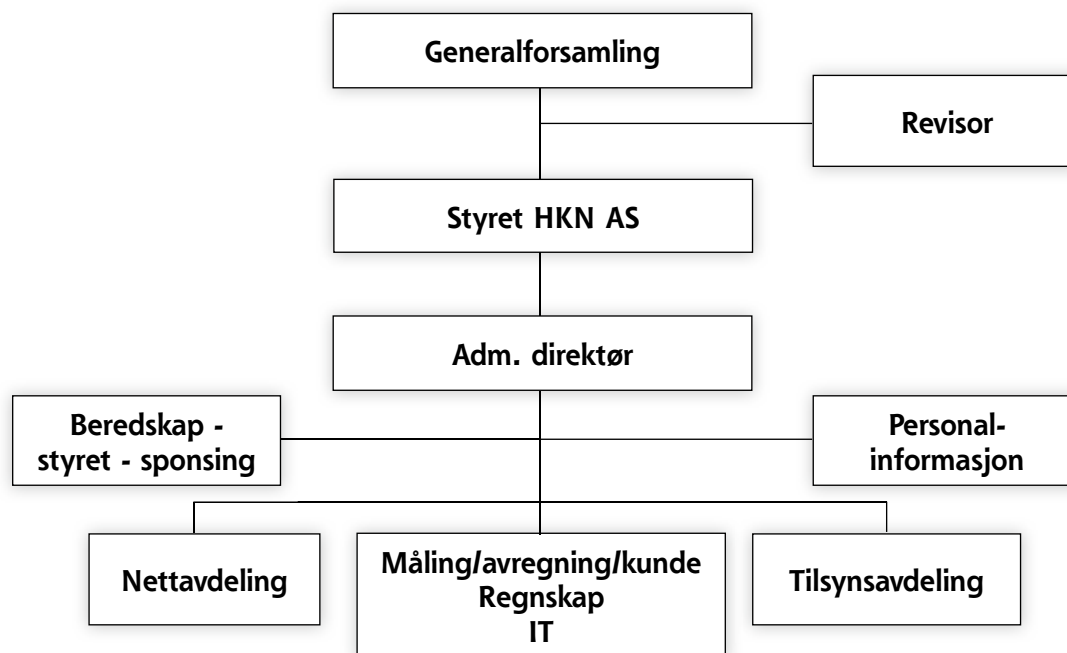 Generalforsamling
Revisor
Styret HKN AS
Adm. direktør
Beredskap -
styret - sponsing
Personal-
informasjon
Nettavdeling
Måling/avregning/kunde
Regnskap
IT
Tilsynsavdeling